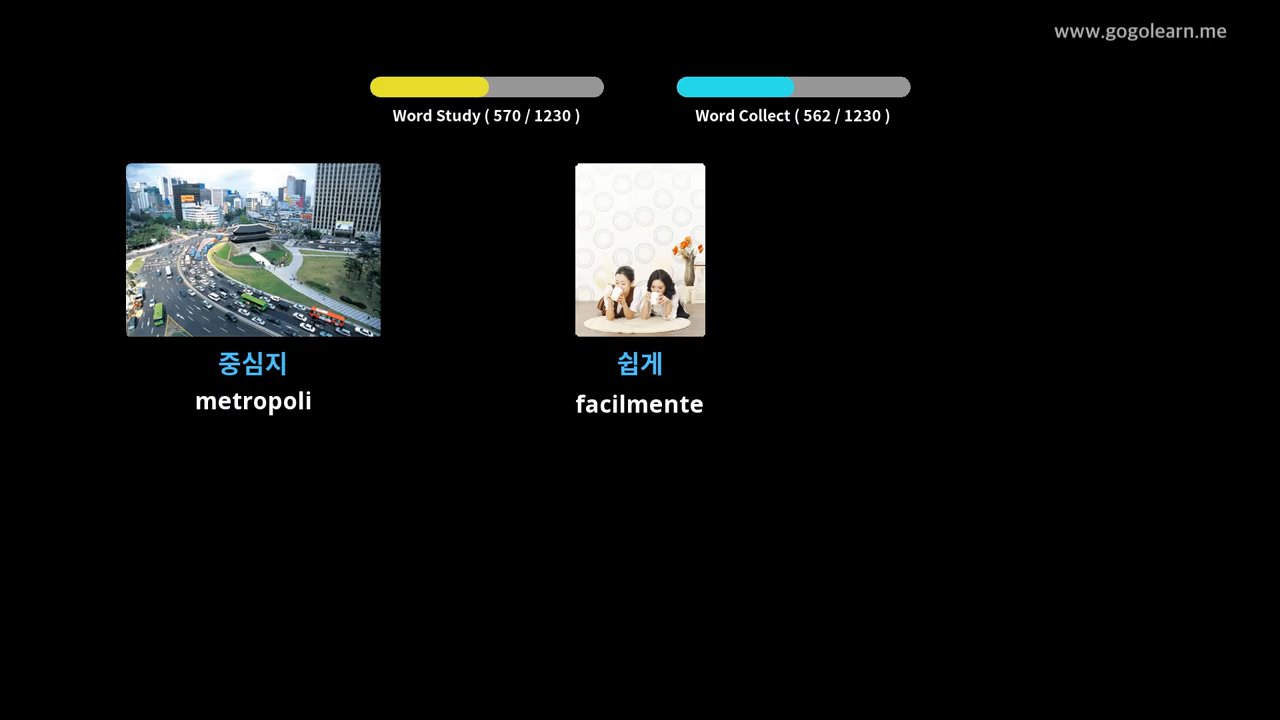 www.gogolearn.me
Word Study ( 570 / 1230 )
Word Collect ( 562 / 1230 )
중심지
metropoli
쉽게
facilmente